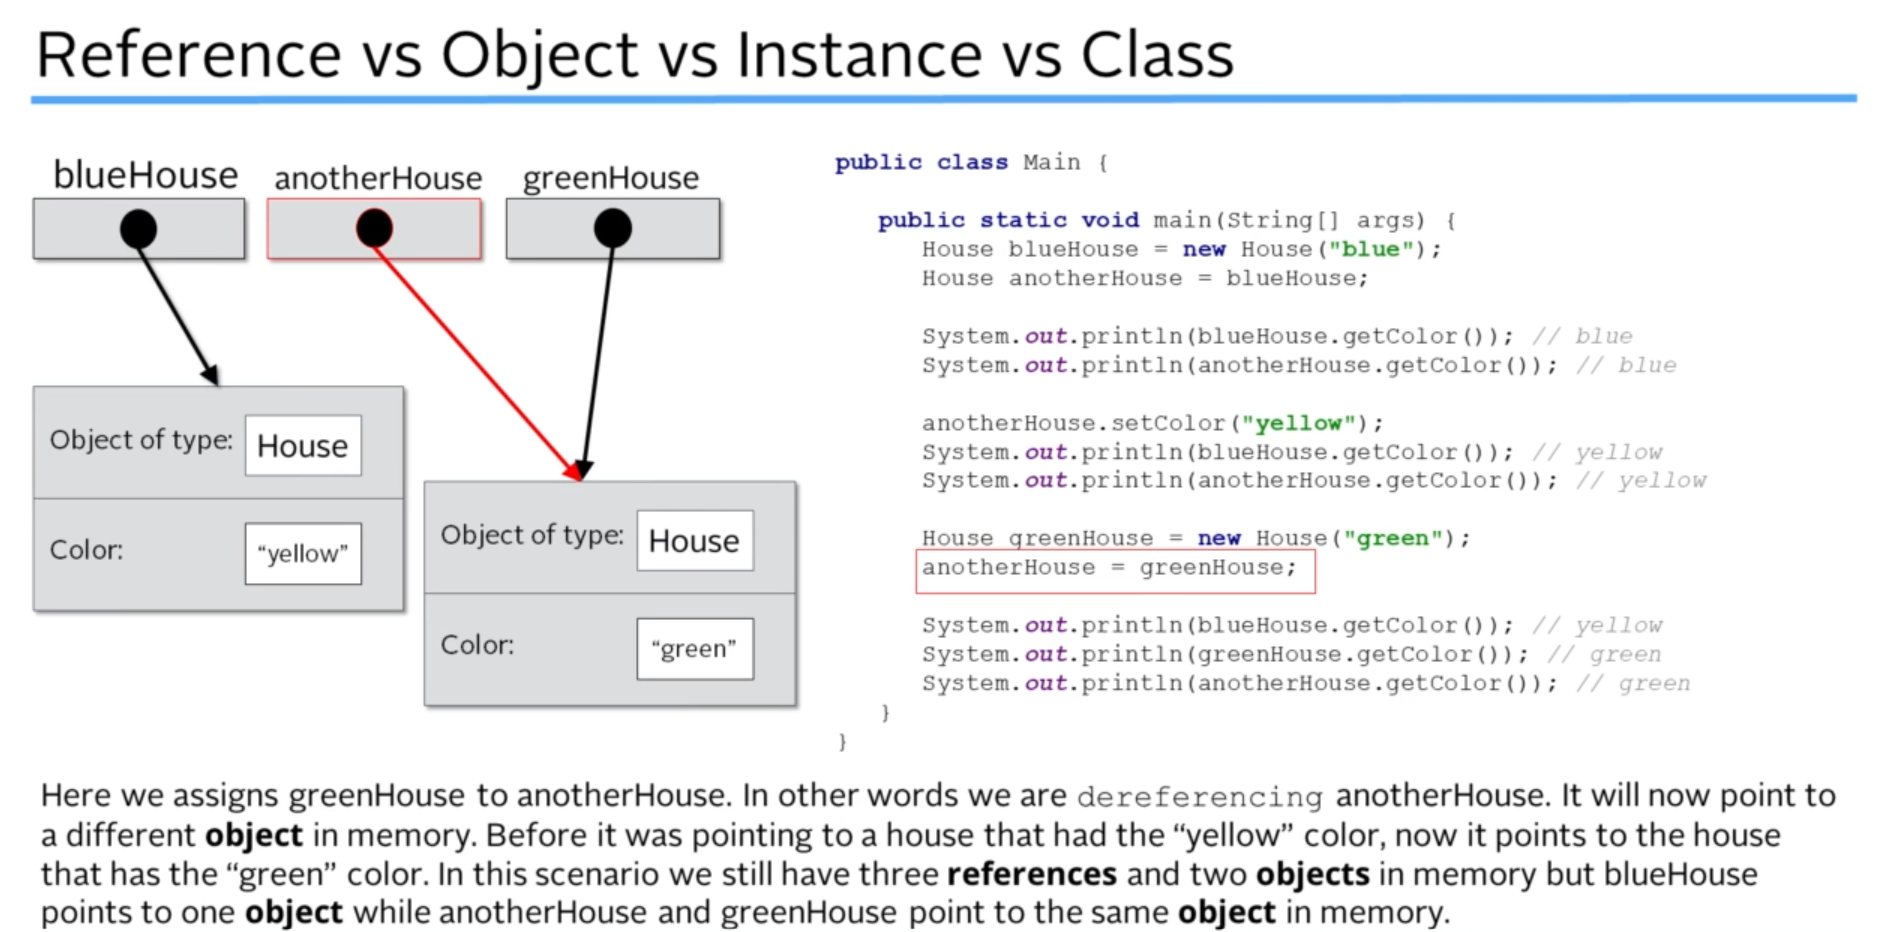 Reference vs Object vs Instance vs Class
blueHouse
anotherHouse
greenHouse
Object of type:
House
Color:
“yellow”
Object of type:
House
Color:
“green”
public class Main {
public static void main(String[] args) {
House blueHouse = new House("blue");
House anotherHouse = blueHouse;
System.out.println(blueHouse.getColor()); // blue
System.out.println(anotherHouse.getColor()); // blue
anotherHouse.setColor("yellow");
System.out.println(blueHouse.getColor()); // yellow
System.out.println(anotherHouse.getColor()); // yellow
House greenHouse = new House("green");
anotherHouse = greenHouse;
System.out.println(blueHouse.getColor()); // yellow
System.out.println(greenHouse.getColor()); // green
System.out.println(anotherHouse.getColor()); // green
}
}
Here we assigns greenHouse to anotherHouse. In other words we are dereferencing anotherHouse. It will now point to
a different object in memory. Before it was pointing to a house that had the “yellow” color, now it points to the house
that has the “green” color. In this scenario we still have three references and two objects in memory but blueHouse
points to one object while anotherHouse and greenHouse point to the same object in memory.